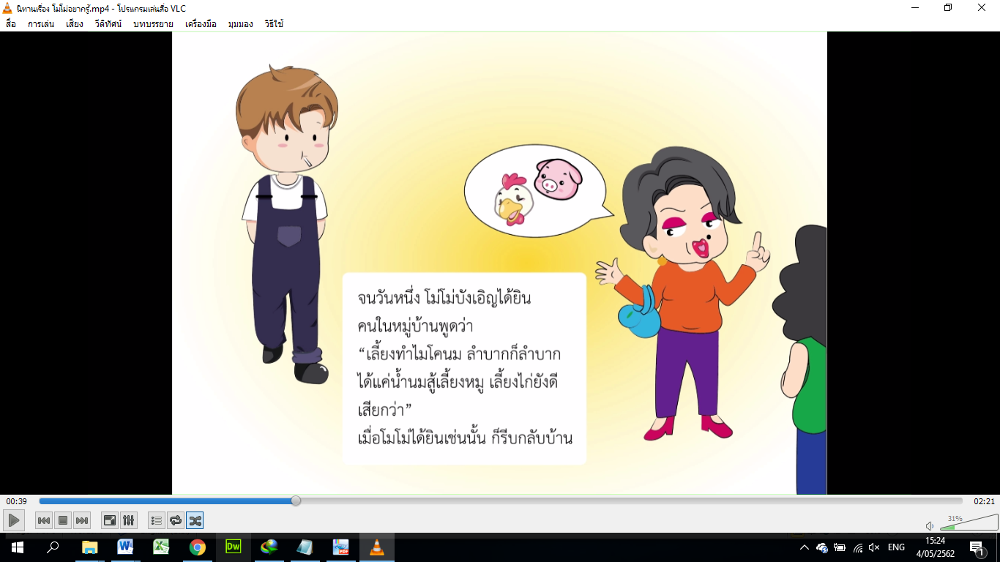 นิทานเรื่อง โมโม่อยากรู้.mp4 - โปรแกรมเล่นสื่อ VLC
สื่อ การเล่น เสียง วีดิทัศน์ บทบรรยาย เครื่องมือ มุมมอง วิธีใช้
จนวันหนึ่ง โม่โม่บังเอิญได้ยิน
คนในหมู่บ้านพูดว่า
“เลี้ยงทำไมโคนม ลำบากก็ลำบาก
ได้แค่น้ำนมสู้เลี้ยงหมู เลี้ยงไก่ยังดี
เสียกว่า”
เมื่อโมโม่ได้ยินเช่นนั้น ก็รีบกลับบ้าน
00:39
02:21
31%
Dw
PDF
ENG
15:24
4/05/2562
1